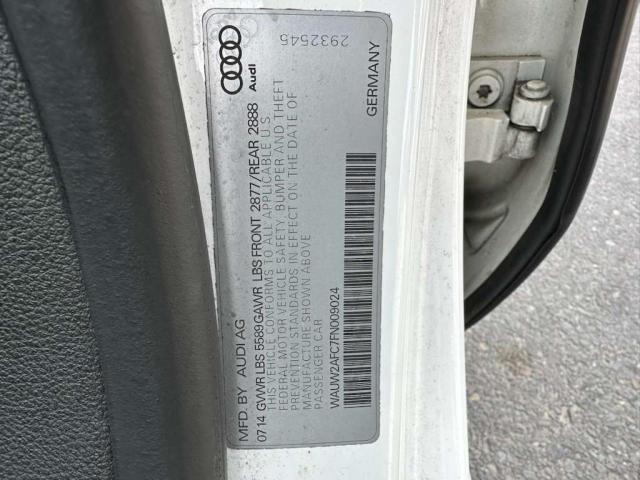 MFD. BY AUDI AG
0714 GVWR LBS 5589 GAWR LBS FRONT 2877/REAR 2888
THIS VEHICLE CONFORMS TO ALL APPLICABLE U.S.
FEDERAL MOTOR VEHICLE SAFETY, BUMPER AND THEFT
PREVENTION STANDARDS IN EFFECT ON THE DATE OF
MANUFACTURE SHOWN ABOVE
PASSENGER CAR
WAUW2AFC7FN009024
GERMANY
Audi
2932545